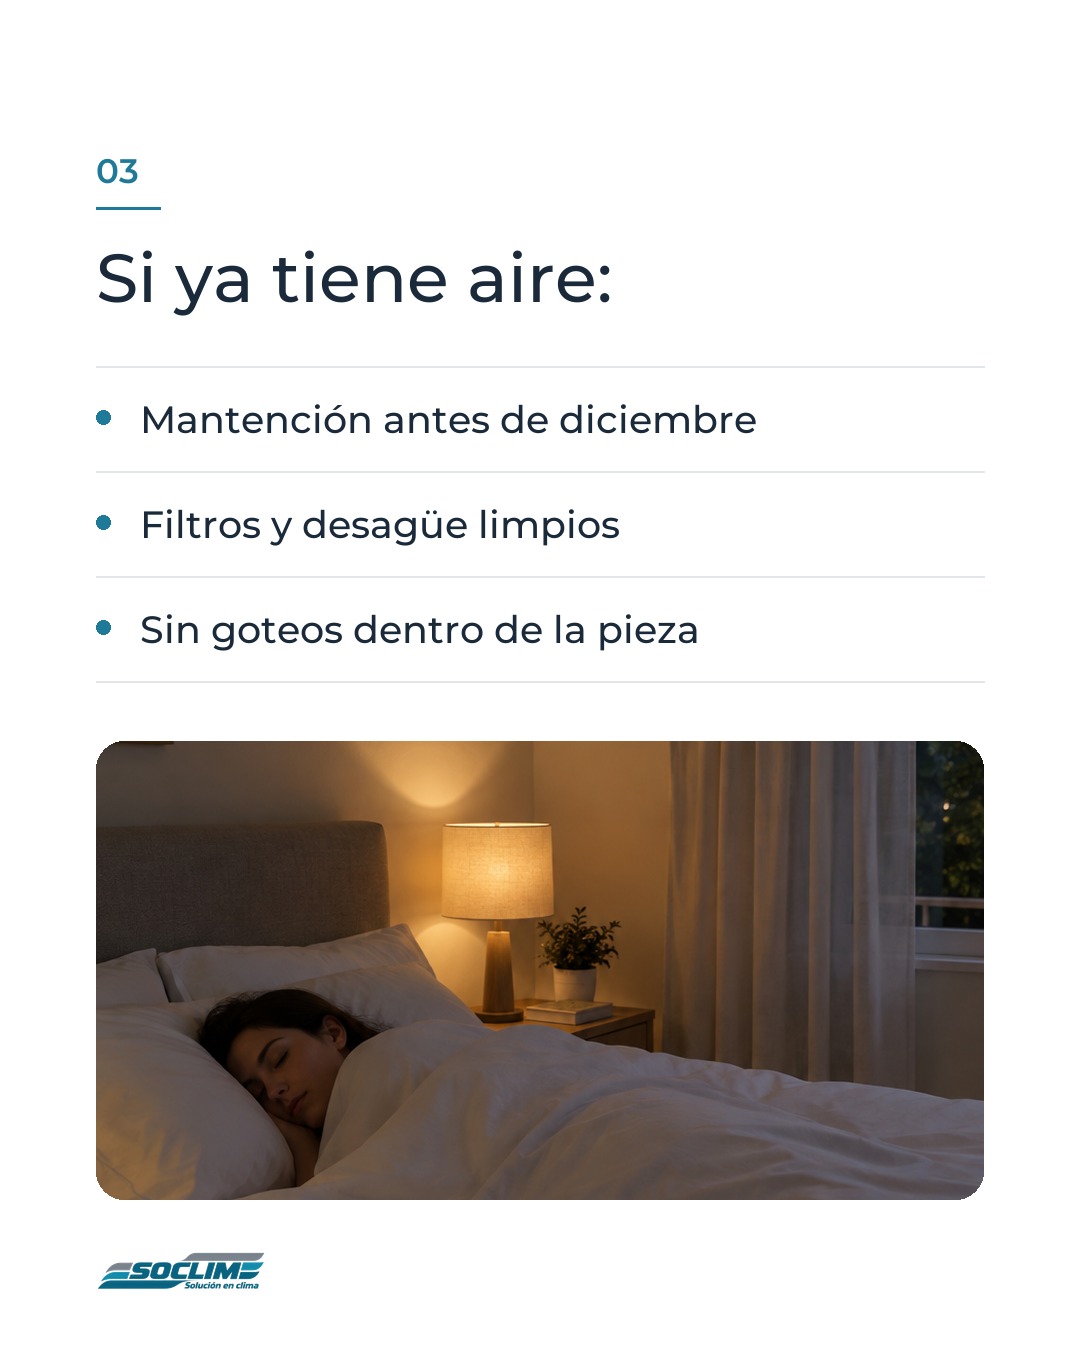 03
Si ya tiene aire:
Mantención antes de diciembre
Filtros y desagüe limpios
Sin goteos dentro de la pieza
SOCLIM
Solución en clima